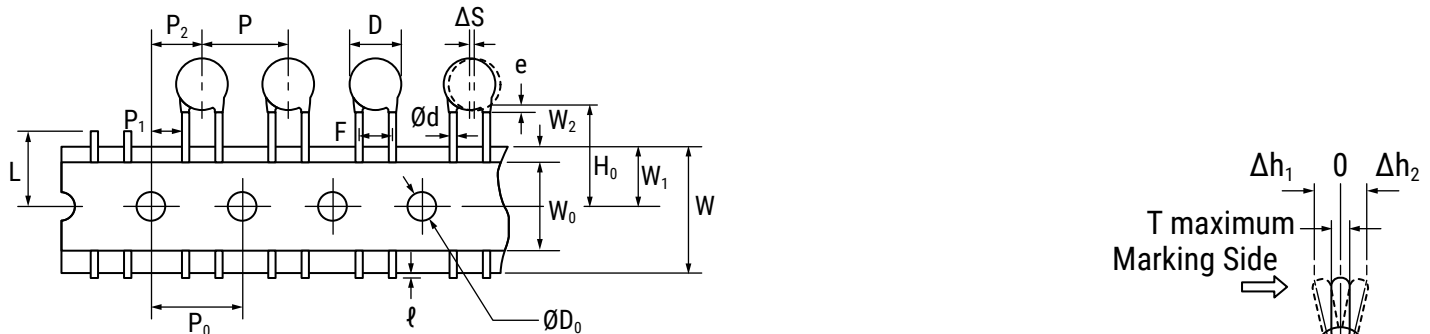 P₂ P D ΔS
e
P₁ F Ød W₂
L H₀ W₁
W₀ W
P₀ ℓ ØD₀
Δh₁ 0 Δh₂
T maximum
Marking Side